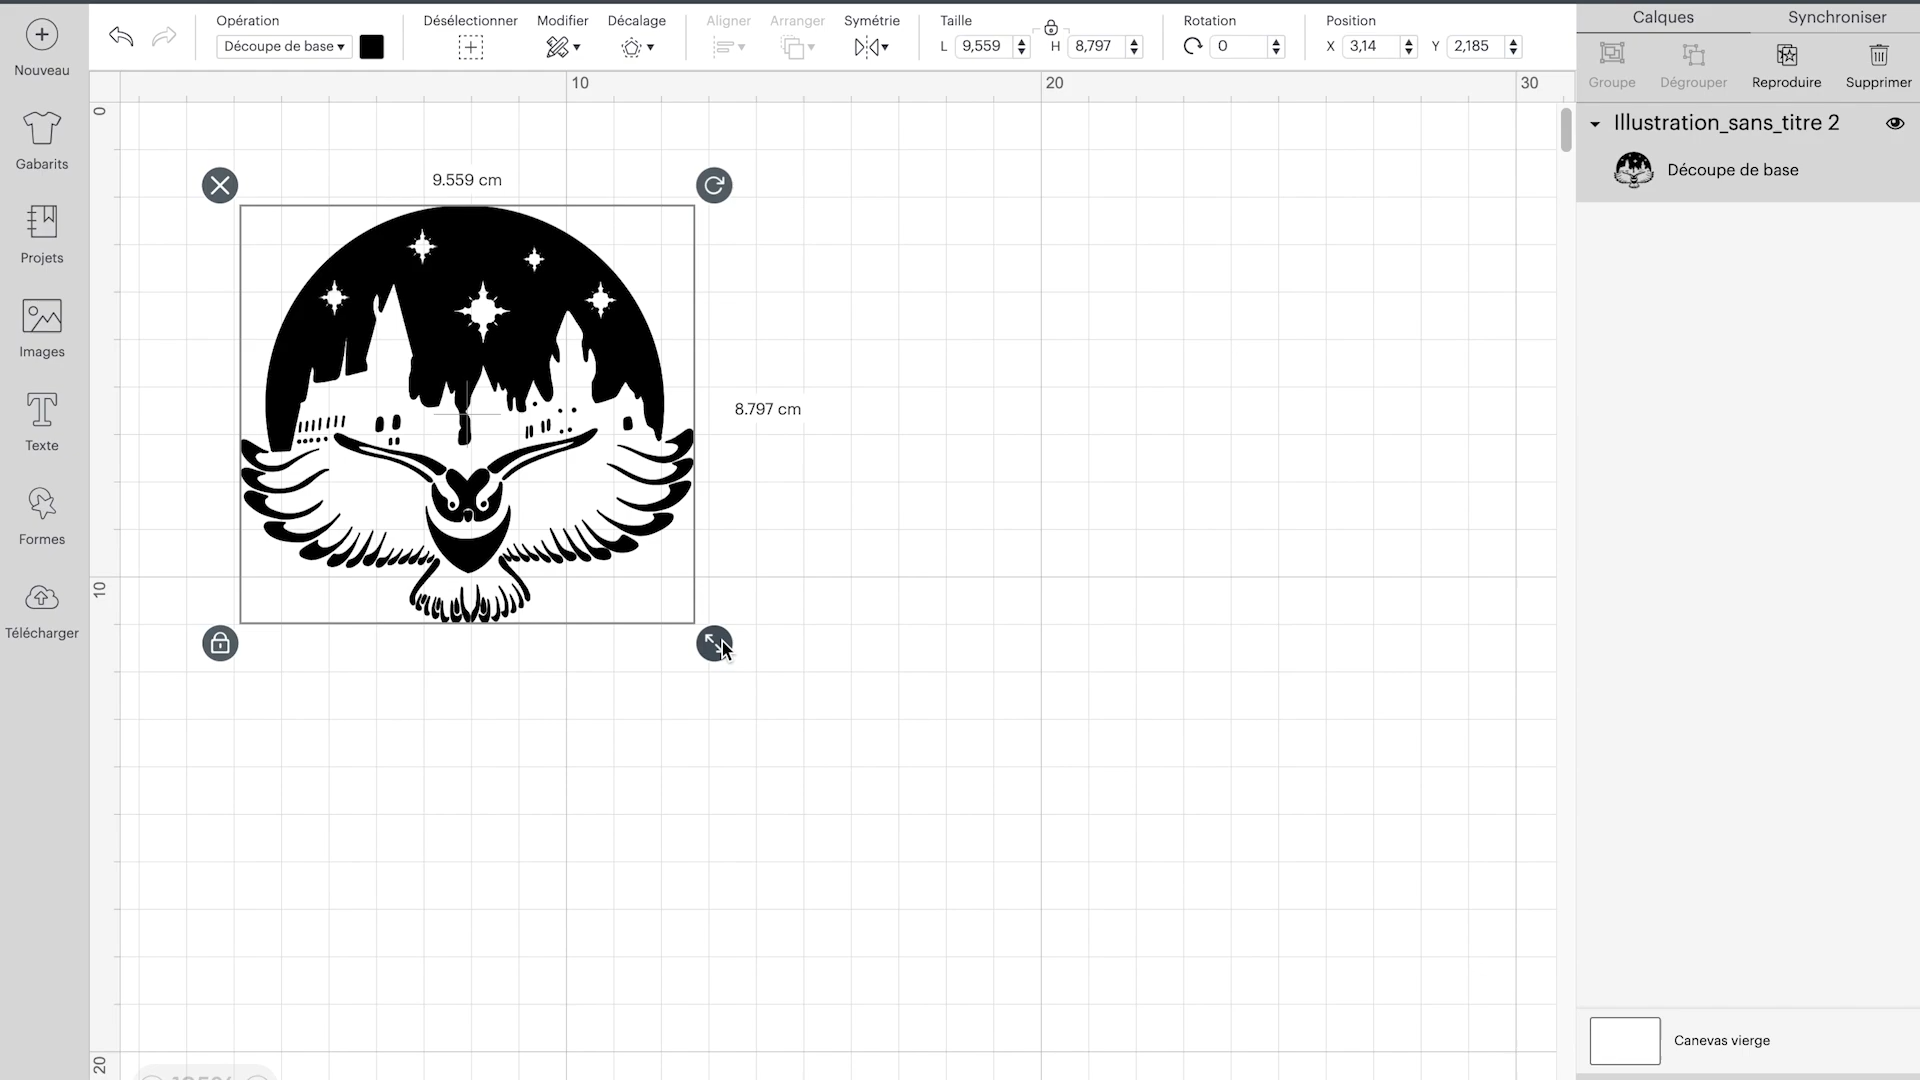 Opération
Désélectionner
Modifier
Décalage
Aligner
Arranger
Symétrie
Taille
Rotation
Position
Découpe de base
L 9,559
H 8,797
0
X 3,14
Y 2,185
Calques
Synchroniser
Groupe
Dégrouper
Reproduire
Supprimer
Illustration_sans_titre 2
Découpe de base
Nouveau
Gabarits
Projets
Images
Texte
Formes
Télécharger
10
20
30
0
10
20
9.559 cm
8.797 cm
Canevas vierge